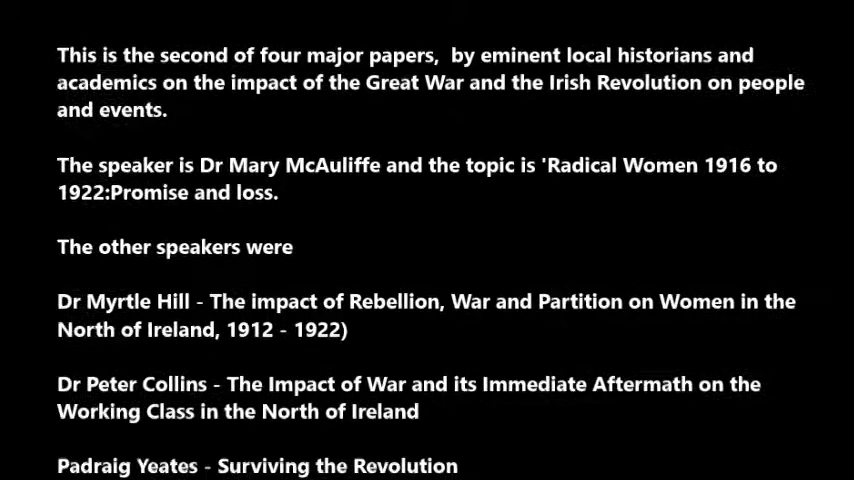 This is the second of four major papers,  by eminent local historians and
academics on the impact of the Great War and the Irish Revolution on people
and events.
The speaker is Dr Mary McAuliffe and the topic is 'Radical Women 1916 to
1922:Promise and loss.
The other speakers were
Dr Myrtle Hill - The impact of Rebellion, War and Partition on Women in the
North of Ireland, 1912 - 1922)
Dr Peter Collins - The Impact of War and its Immediate Aftermath on the
Working Class in the North of Ireland
Padraig Yeates - Surviving the Revolution